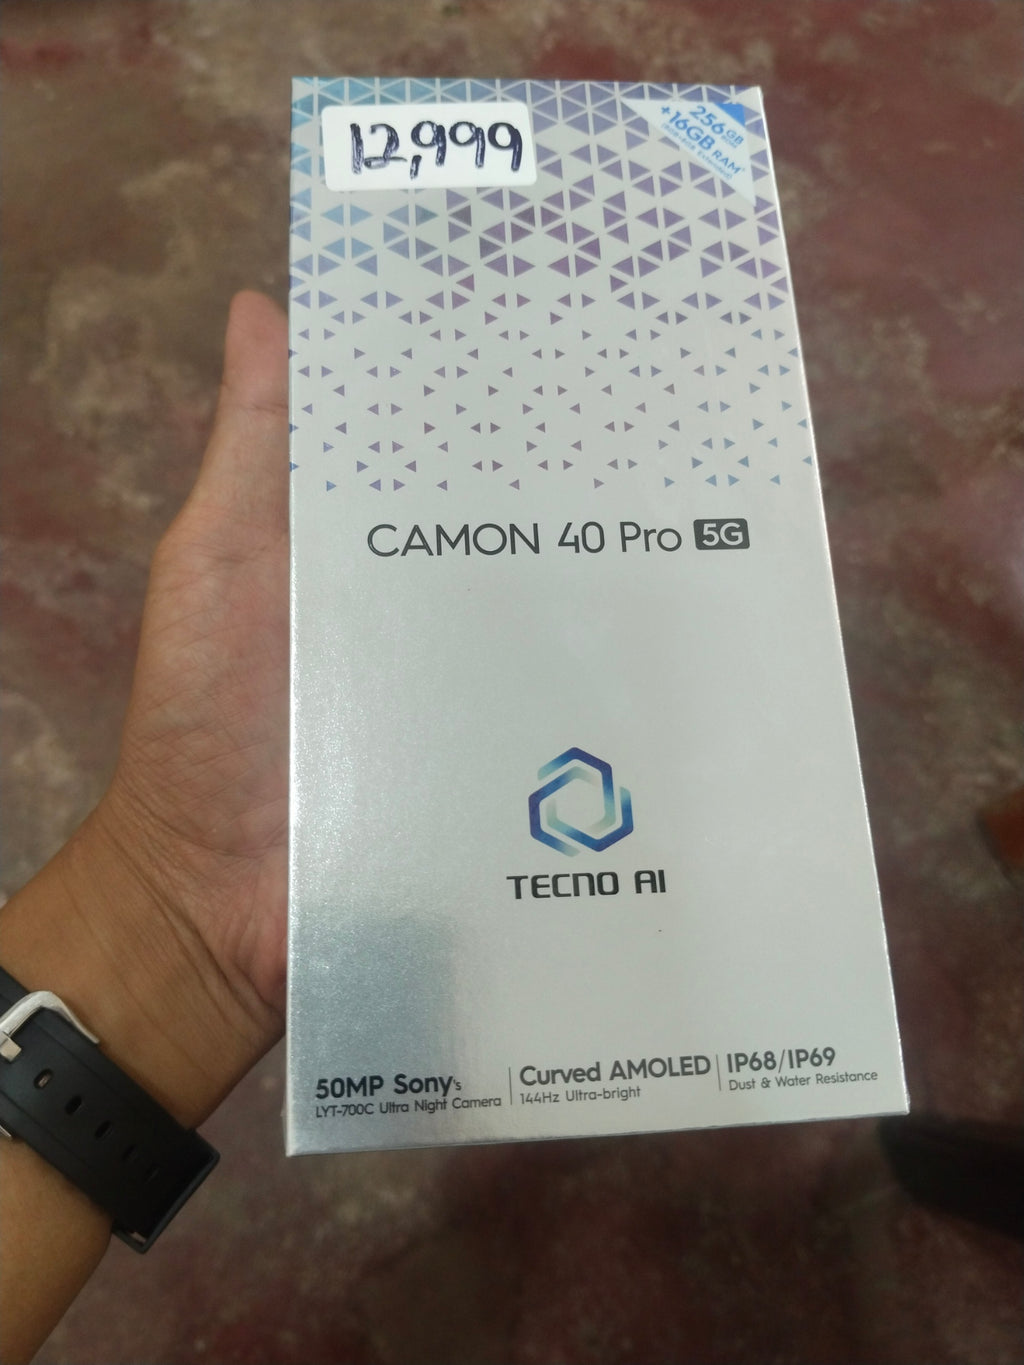 12,999
256GB ROM
+16GB RAM*
CAMON 40 Pro 5G
TECNO AI
50MP Sony's
LYT-700C Ultra Night Camera
Curved AMOLED
144Hz Ultra-bright
IP68/IP69
Dust & Water Resistance